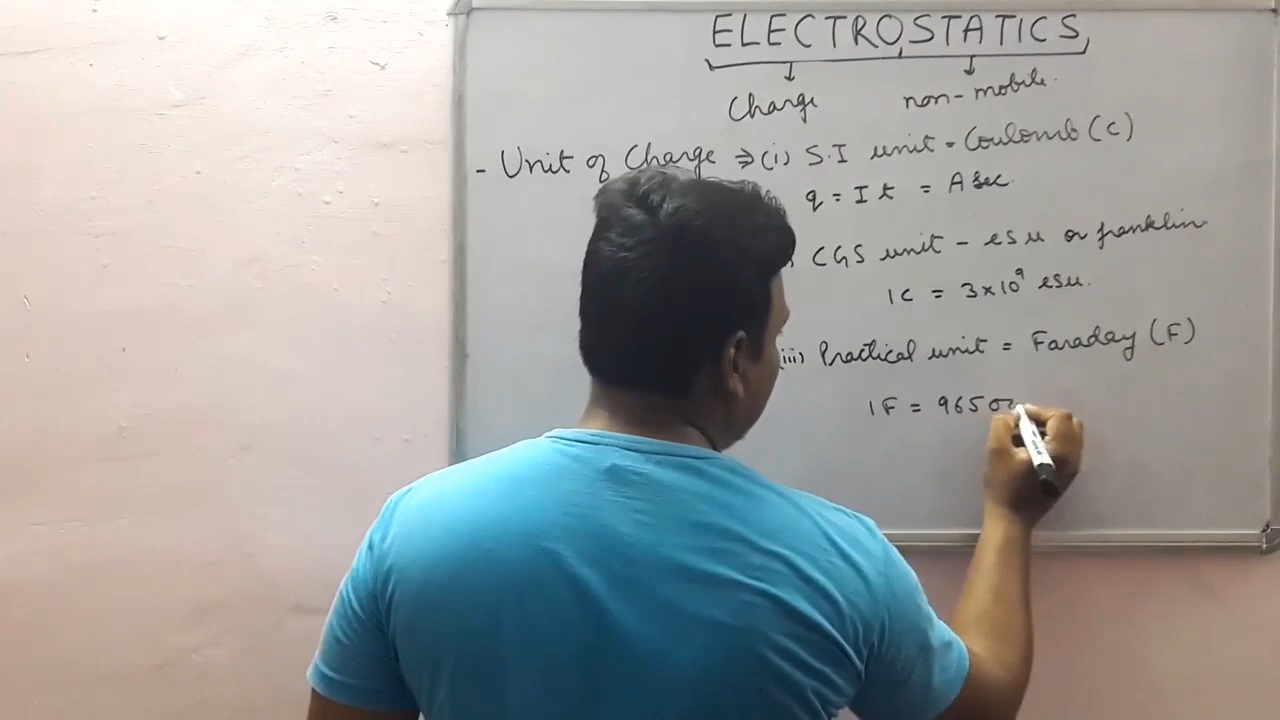 ELECTROSTATICS
Charge non-mobile.
- Unit of Charge ⇒ (i) S.I unit = Coulomb (C)
q = I t = A sec.
) CGS unit - esu or franklin
1C = 3×10⁹ esu.
(iii) Practical unit = Faraday (F)
1F = 96500